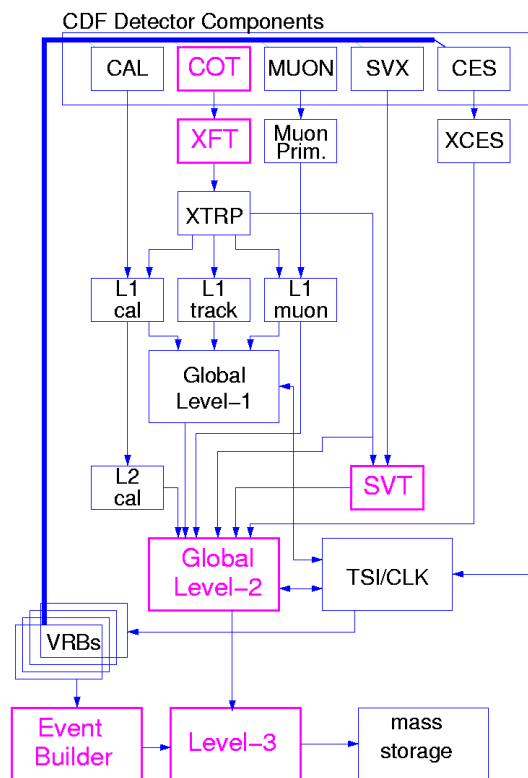 CDF Detector Components
CAL
COT
MUON
SVX
CES
XFT
Muon
Prim.
XCES
XTRP
L1
cal
L1
track
L1
muon
Global
Level−1
L2
cal
SVT
Global
Level−2
TSI/CLK
VRBs
Event
Builder
Level−3
mass
storage